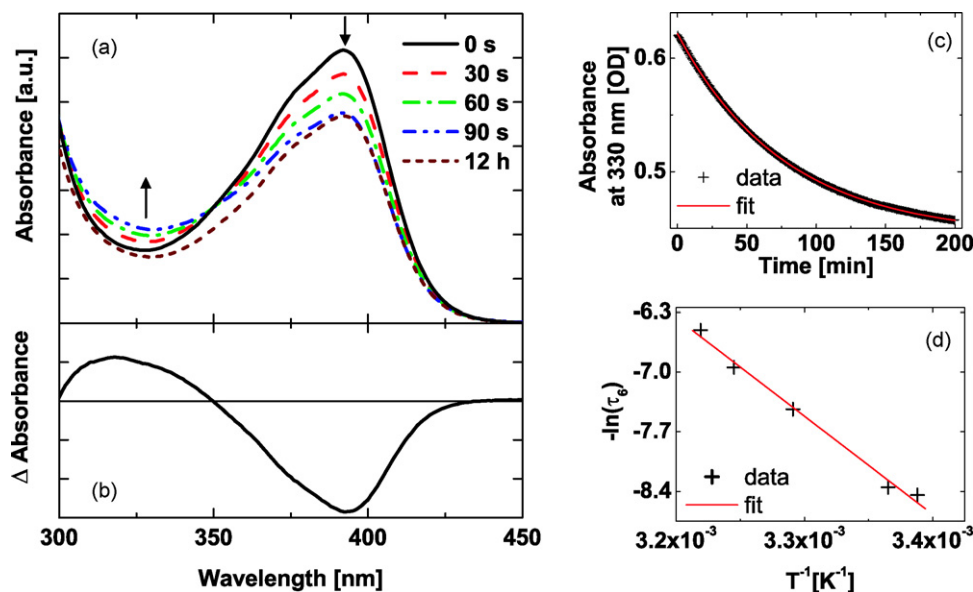 (a)
Absorbance [a.u.]
0 s
30 s
60 s
90 s
12 h
(b)
Δ Absorbance
300
350
400
450
Wavelength [nm]
(c)
Absorbance
at 330 nm [OD]
0.6
0.5
data
fit
0
50
100
150
200
Time [min]
(d)
-ln(τ₆)
-6.3
-7.0
-7.7
-8.4
data
fit
3.2x10⁻³
3.3x10⁻³
3.4x10⁻³
T⁻¹[K⁻¹]